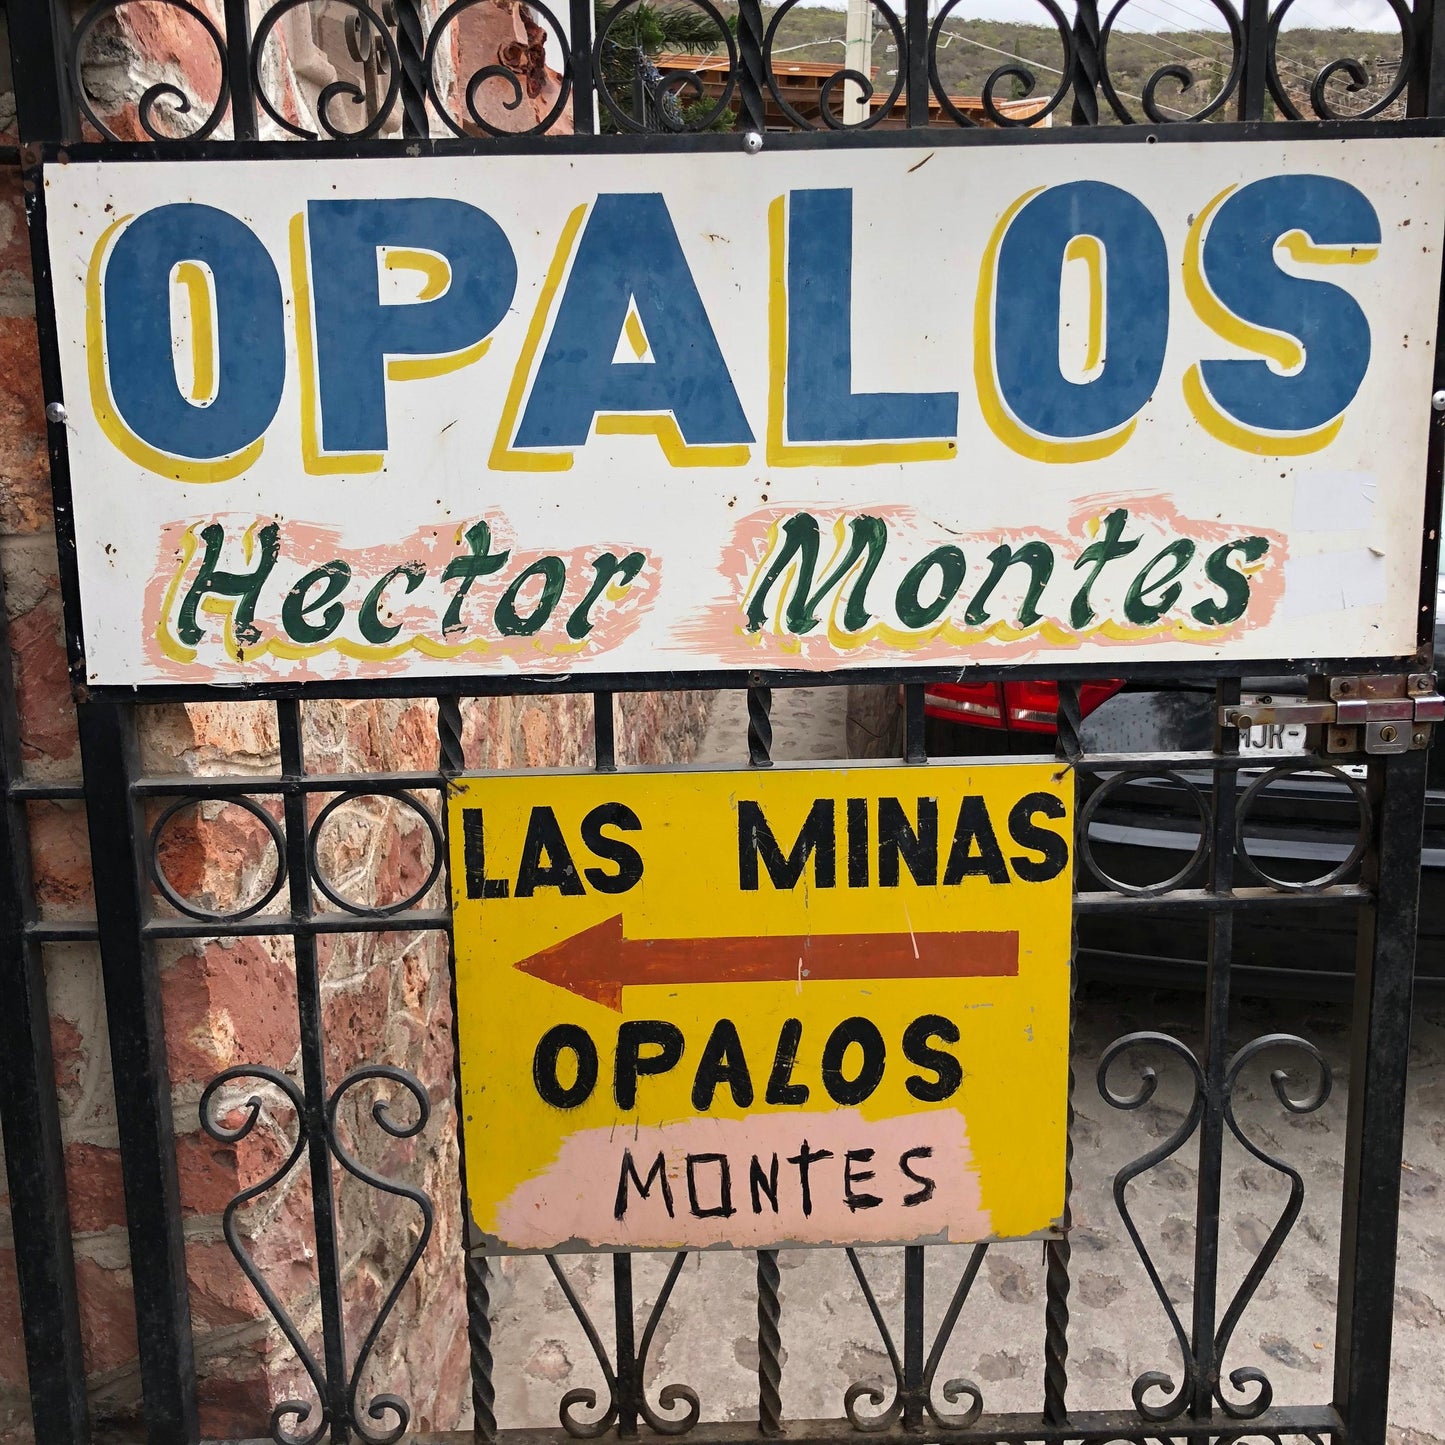 OPALOS
Hector Montes
LAS MINAS
OPALOS
MONTES